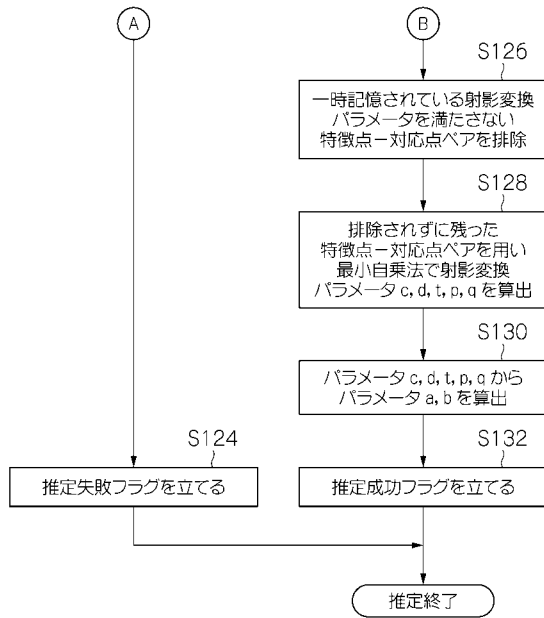 A
B
S126
一時記憶されている射影変換
パラメータを満たさない
特徴点−対応点ペアを排除
S128
排除されずに残った
特徴点−対応点ペアを用い
最小自乗法で射影変換
パラメータ c, d, t, p, q を算出
S130
パラメータ c, d, t, p, q から
パラメータ a, b を算出
S124
推定失敗フラグを立てる
S132
推定成功フラグを立てる
推定終了